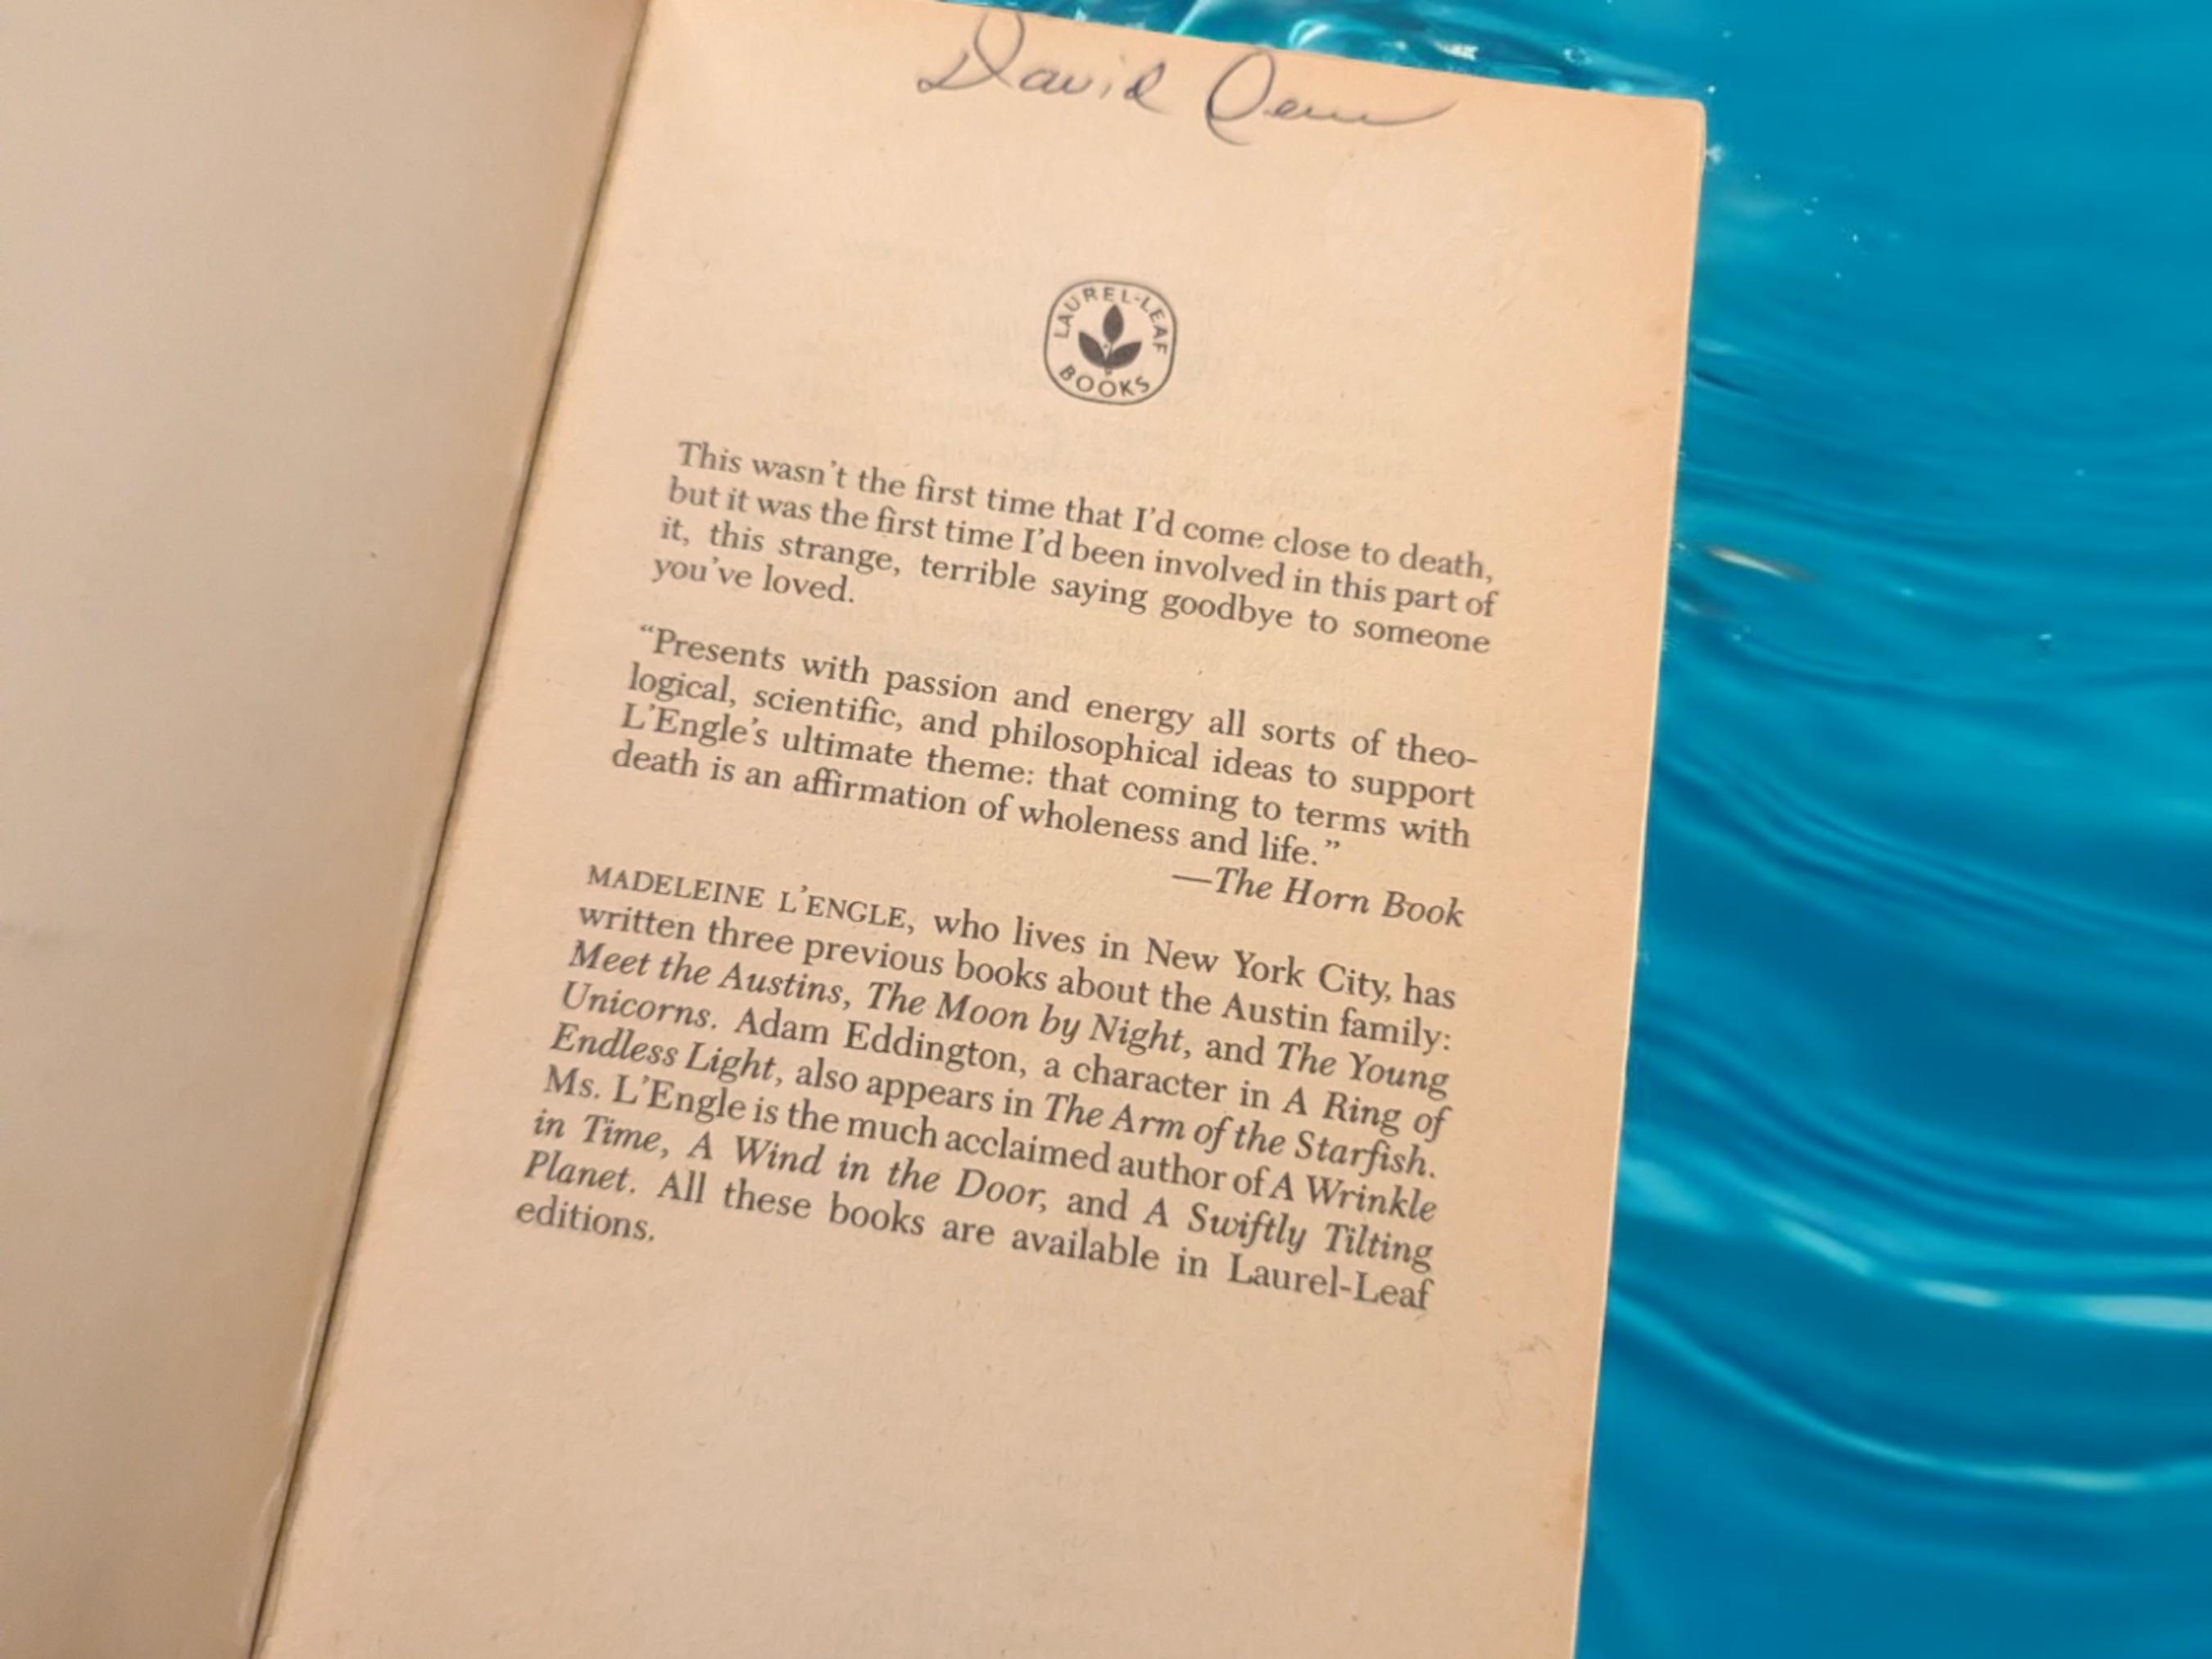 David
LAUREL-LEAF
BOOKS
This wasn't the first time that I'd come close to death,
but it was the first time I'd been involved in this part of
it, this strange, terrible saying goodbye to someone
you've loved.
“Presents with passion and energy all sorts of theo-
logical, scientific, and philosophical ideas to support
L'Engle's ultimate theme: that coming to terms with
death is an affirmation of wholeness and life.”
—The Horn Book
MADELEINE L'ENGLE, who lives in New York City, has
written three previous books about the Austin family:
Meet the Austins, The Moon by Night, and The Young
Unicorns. Adam Eddington, a character in A Ring of
Endless Light, also appears in The Arm of the Starfish.
Ms. L'Engle is the much acclaimed author of A Wrinkle
in Time, A Wind in the Door, and A Swiftly Tilting
Planet. All these books are available in Laurel-Leaf
editions.